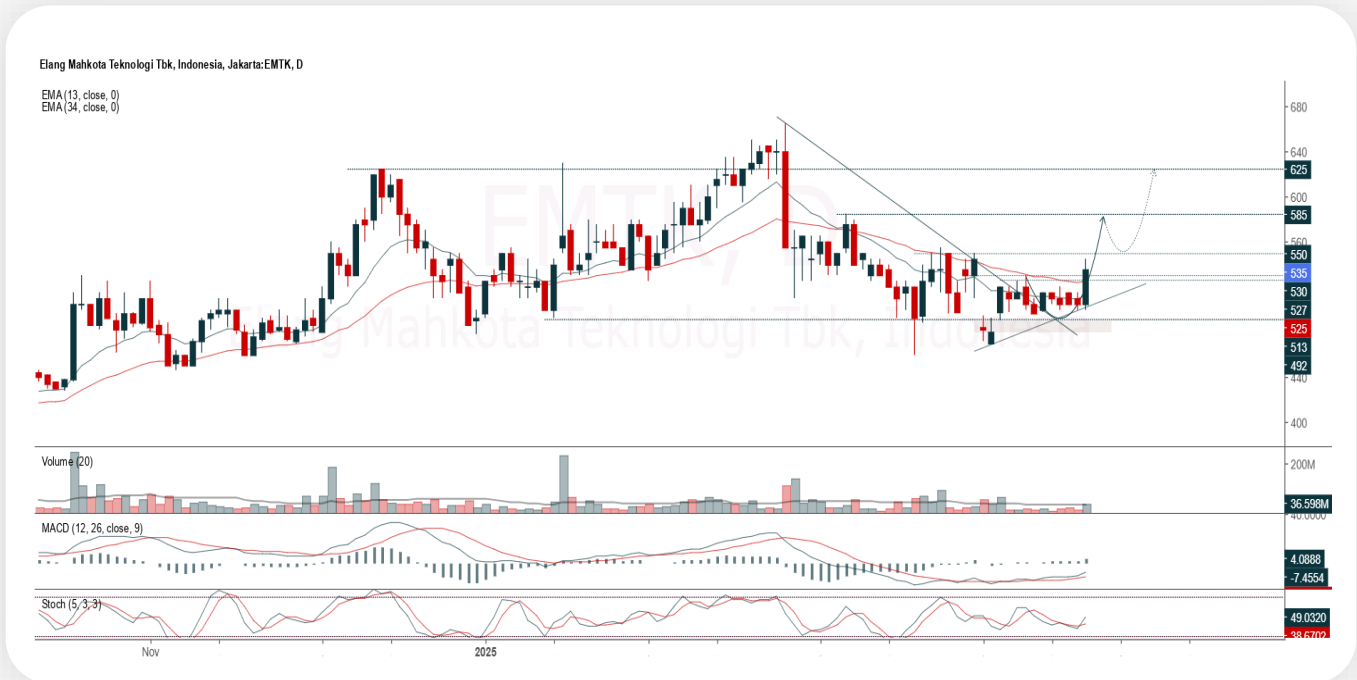 Elang Mahkota Teknologi Tbk, Indonesia, Jakarta:EMTK, D
EMA (13, close, 0)
EMA (34, close, 0)
EMTK, D
Elang Mahkota Teknologi Tbk, Indonesia
680
640
625
600
585
560
550
535
530
527
525
513
492
440
400
Volume (20)
200M
36.598M
MACD (12, 26, close, 9)
40.0000
4.0888
-7.4554
Stoch (5, 3, 3)
49.0320
38.6702
Nov
2025